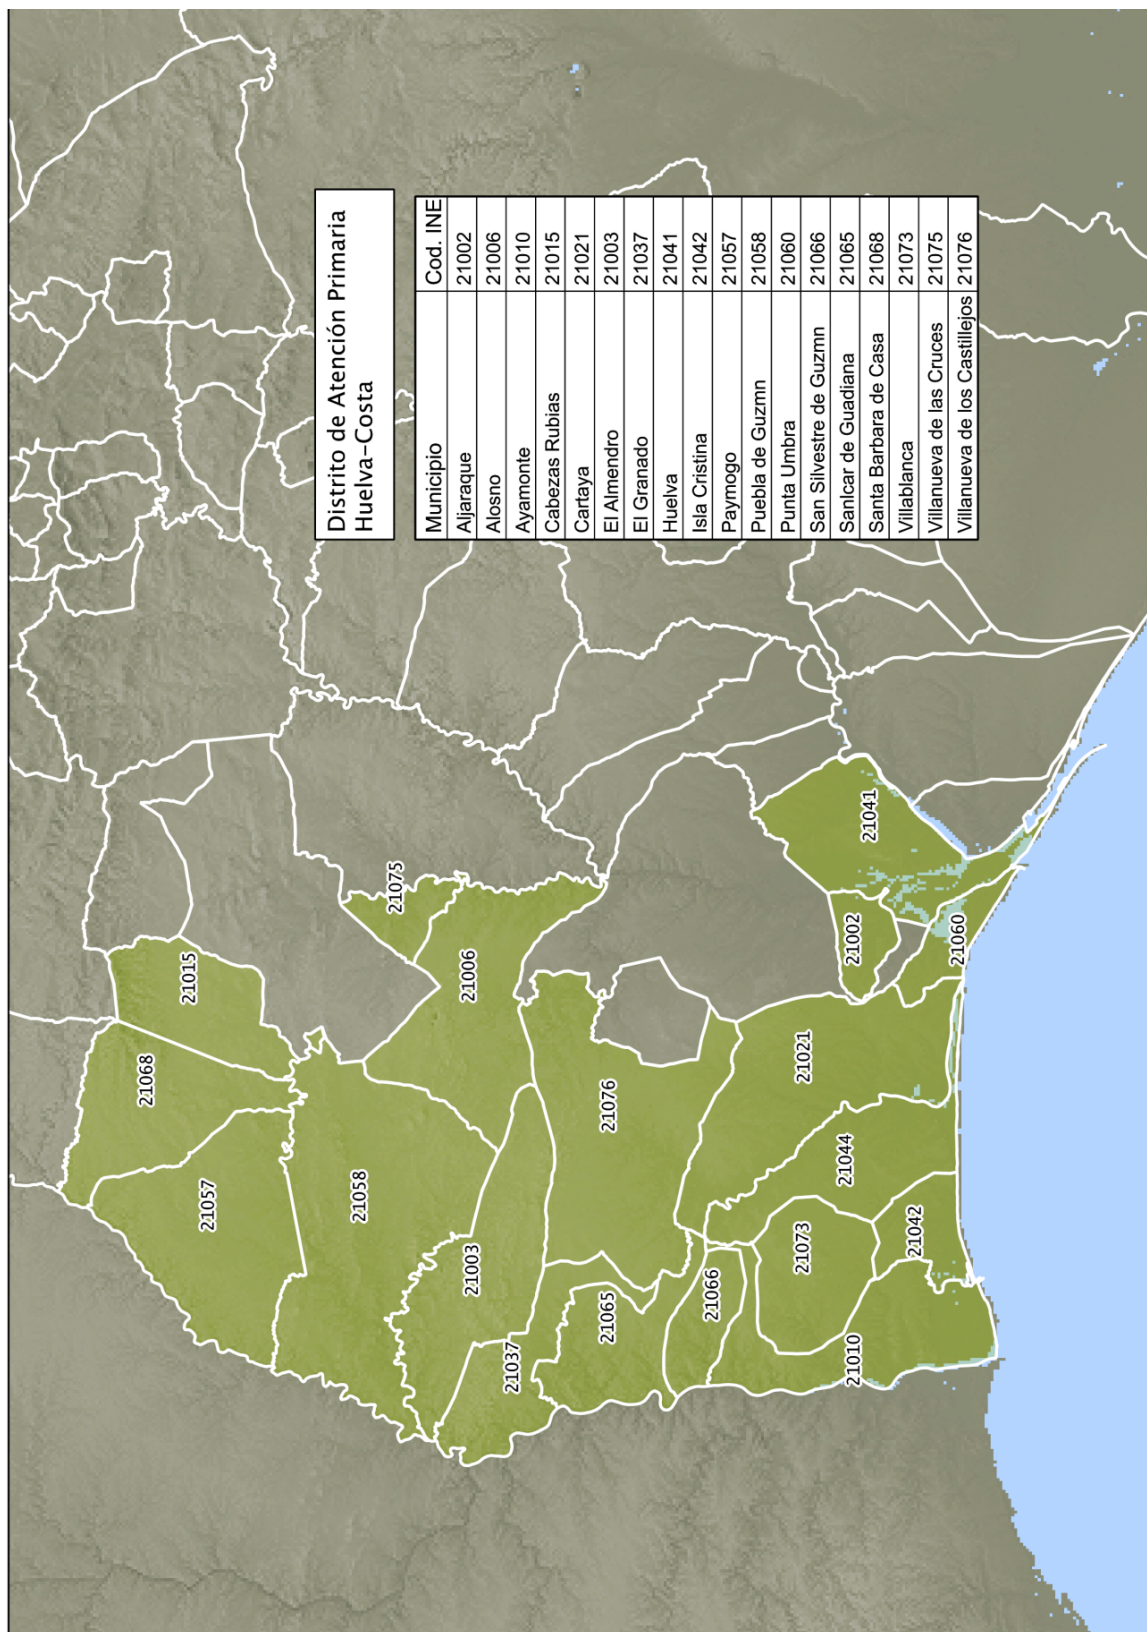 Distrito de Atención Primaria
Huelva-Costa
Municipio Cod. INE
Aljaraque 21002
Alosno 21006
Ayamonte 21010
Cabezas Rubias 21015
Cartaya 21021
El Almendro 21003
El Granado 21037
Huelva 21041
Isla Cristina 21042
Paymogo 21057
Puebla de Guzmn 21058
Punta Umbra 21060
San Silvestre de Guzmn 21066
Sanlcar de Guadiana 21065
Santa Barbara de Casa 21068
Villablanca 21073
Villanueva de las Cruces 21075
Villanueva de los Castillejos 21076
21068
21015
21057
21058
21075
21006
21003
21037
21065
21076
21066
21073
21021
21044
21010
21042
21002
21041
21060